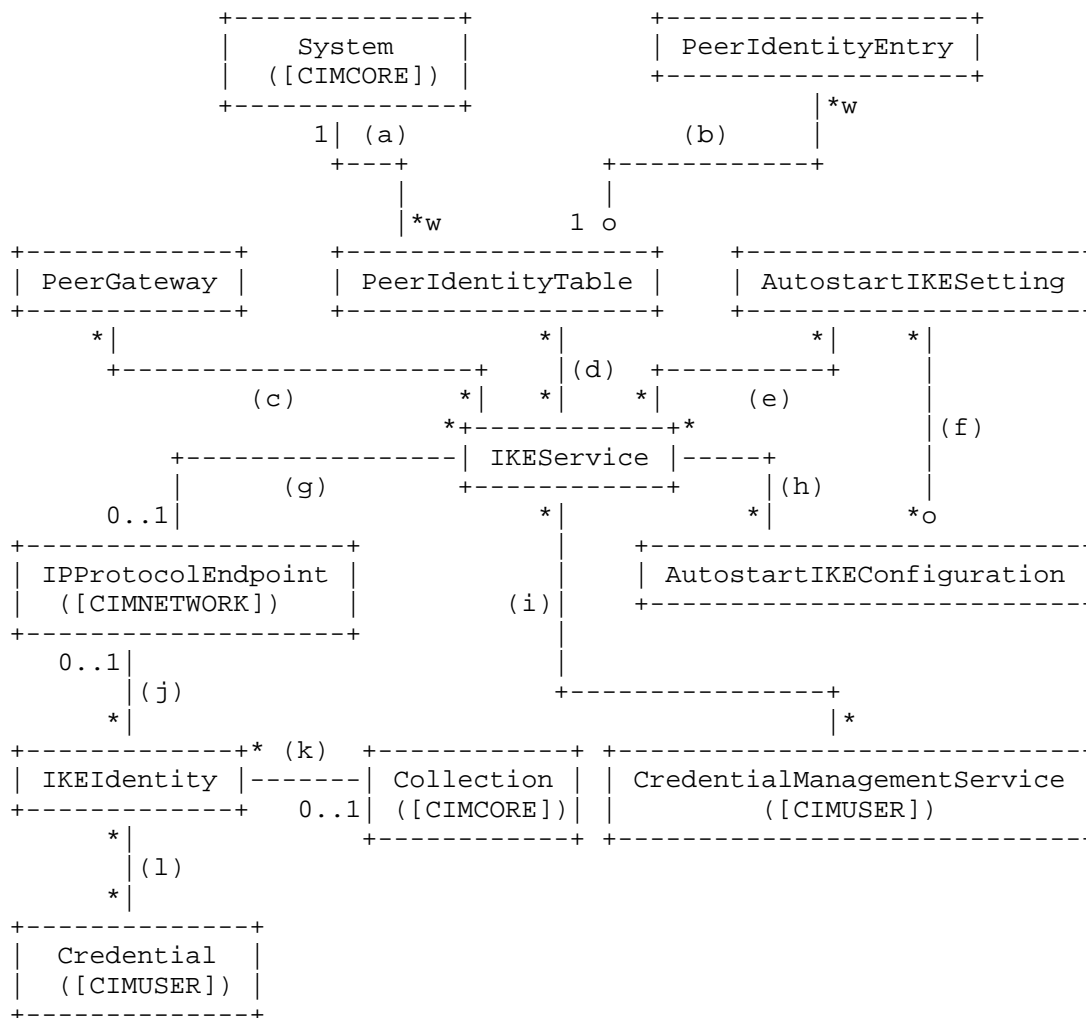 +--------------+            +-------------------+
|    System    |            | PeerIdentityEntry |
|  ([CIMCORE]) |            +-------------------+
+--------------+                      |*w
1| (a)                 (b)      |
+---+            +------------+
|            |
|*w        1 o
+-------------+     +-------------------+    +---------------------
| PeerGateway |     | PeerIdentityTable |    | AutostartIKESetting
+-------------+     +-------------------+    +---------------------
*|                          *|               *|    *|
+----------------------+    |(d) +----------+     |
(c)           *|   *|    *|    (e)         |
*+------------+*               |(f)
+-----------------| IKEService |-----+         |
|      (g)        +------------+     |(h)      |
0..1|                      *|           *|        *o
+--------------------+            |    +---------------------------
| IPProtocolEndpoint |            |    | AutostartIKEConfiguration
|  ([CIMNETWORK])    |         (i)|    +---------------------------
+--------------------+            |
0..1|                          |
|(j)                       +----------------+
*|                                           |*
+-------------+* (k)  +------------+ +-----------------------------
| IKEIdentity |-------| Collection | | CredentialManagementService
+-------------+   0..1| ([CIMCORE])| |         ([CIMUSER])
*|               +------------+ +-----------------------------
|(l)
*|
+--------------+
|  Credential  |
|  ([CIMUSER]) |
+--------------+